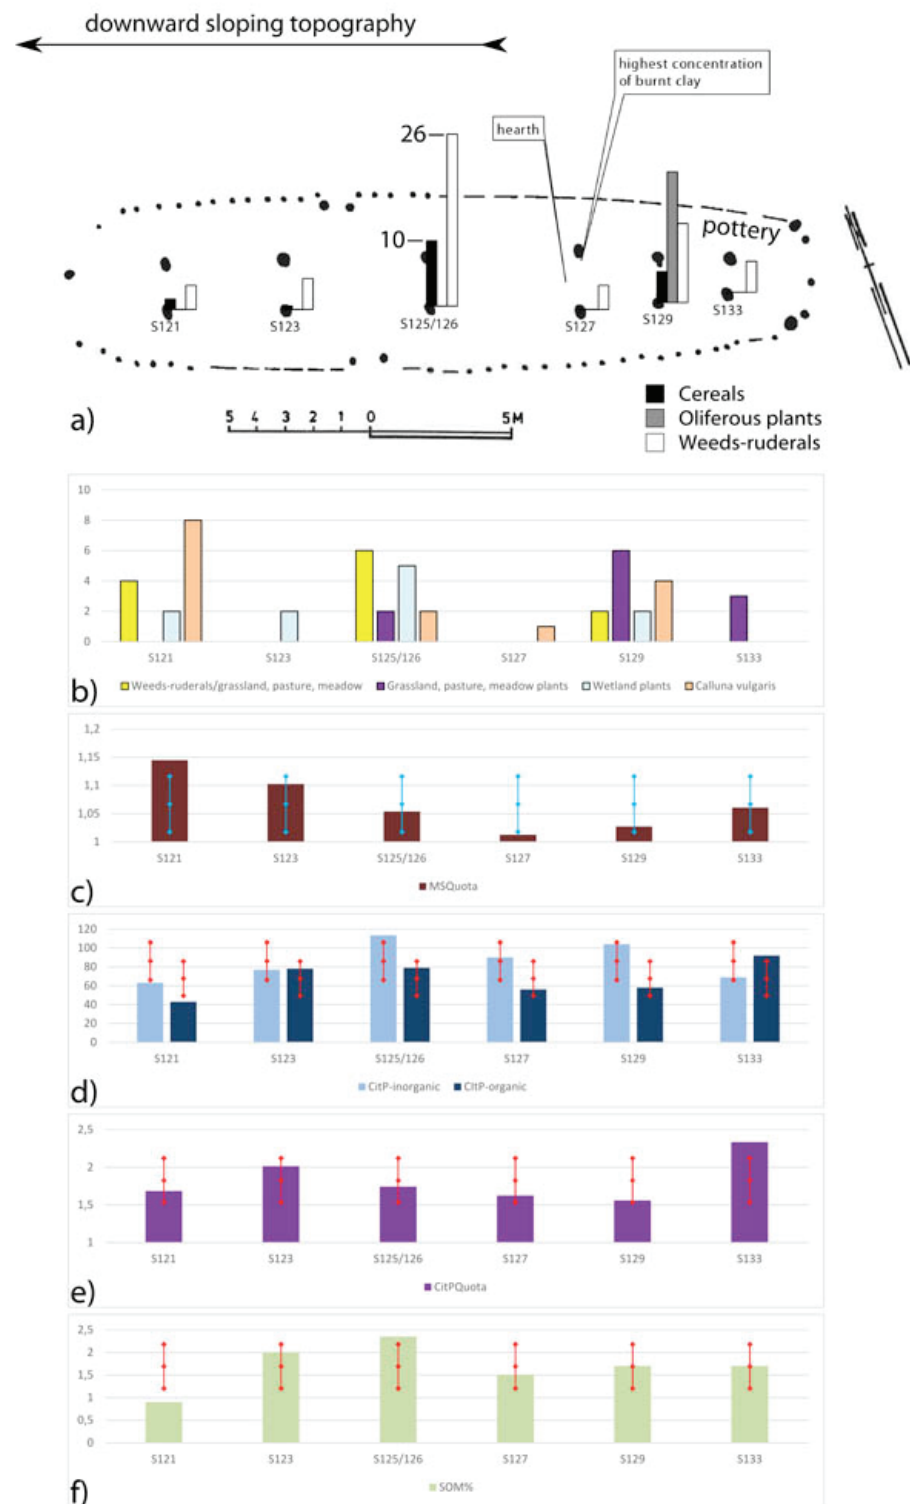 downward sloping topography
highest concentration
of burnt clay
hearth
26
10
pottery
S121
S123
S125/126
S127
S129
S133
Cereals
Oliferous plants
Weeds-ruderals
a)
5 4 3 2 1 0 5M
10
8
6
4
2
0
S121 S123 S125/126 S127 S129 S133
Weeds-ruderals/grassland, pasture, meadow Grassland, pasture, meadow plants Wetland plants Calluna vulgaris
b)
1,2
1,15
1,1
1,05
1
S121 S123 S125/126 S127 S129 S133
MSQuota
c)
120
100
80
60
40
20
0
S121 S123 S125/126 S127 S129 S133
CitP-inorganic CitP-organic
d)
2,5
2
1,5
1
S121 S123 S125/126 S127 S129 S133
CitPQuota
e)
2,5
2
1,5
1
0,5
0
S121 S123 S125/126 S127 S129 S133
SOM%
f)